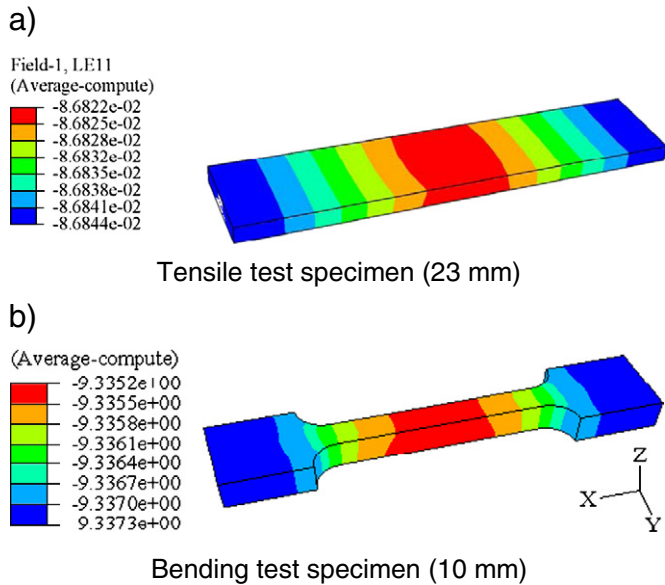 a)
Field-1, LE11
(Average-compute)
-8.6822e-02
-8.6825e-02
-8.6828e-02
-8.6832e-02
-8.6835e-02
-8.6838e-02
-8.6841e-02
-8.6844e-02
Tensile test specimen (23 mm)
b)
(Average-compute)
-9.3352e+00
-9.3355e+00
-9.3358e+00
-9.3361e+00
-9.3364e+00
-9.3367e+00
-9.3370e+00
9.3373e+00
Z
X
Y
Bending test specimen (10 mm)